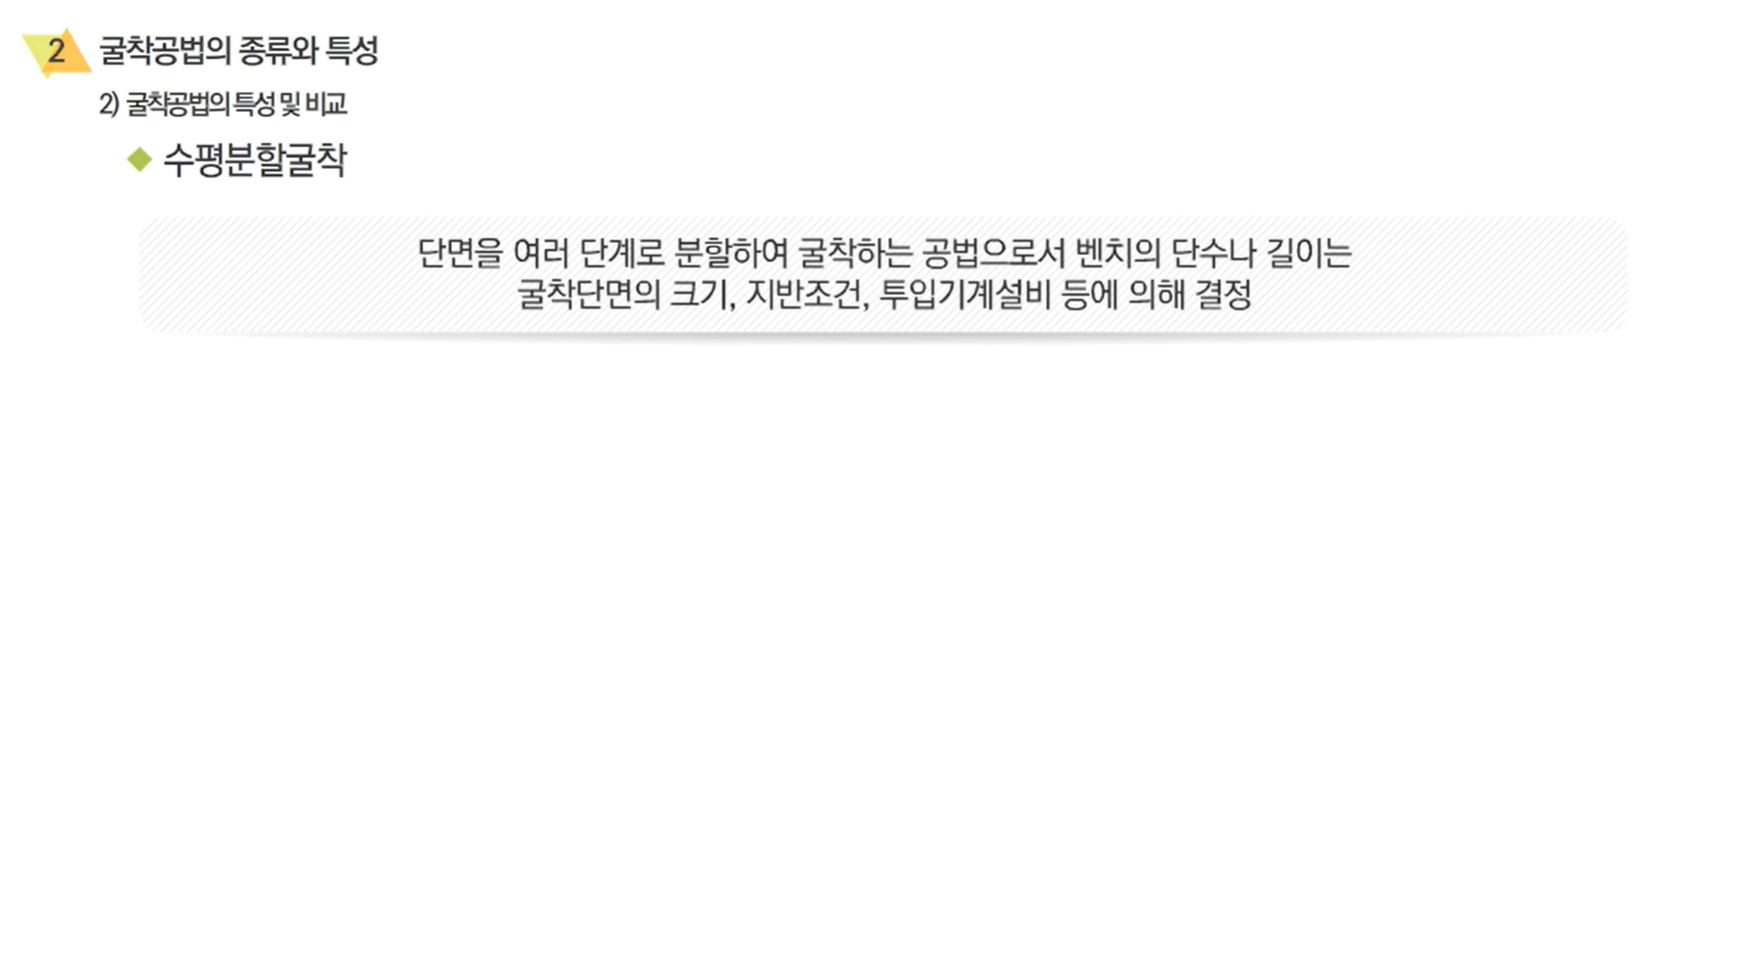 2 굴착공법의 종류와 특성
2) 굴착공법의 특성 및 비교
◆ 수평분할굴착
단면을 여러 단계로 분할하여 굴착하는 공법으로서 벤치의 단수나 길이는
굴착단면의 크기, 지반조건, 투입기계설비 등에 의해 결정